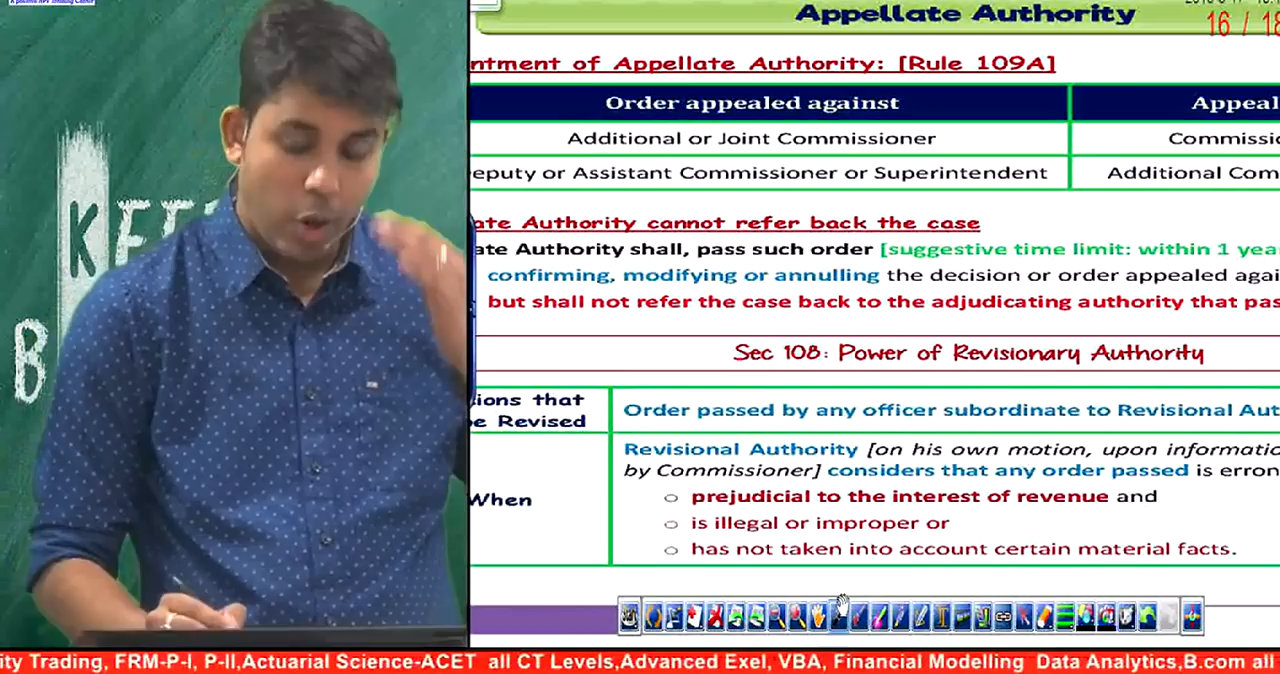 Appellate Authority
16 / 18
ntment of Appellate Authority: [Rule 109A]
Order appealed against
Appeal
Additional or Joint Commissioner
Commissio
eputy or Assistant Commissioner or Superintendent
Additional Com
ate Authority cannot refer back the case
ate Authority shall, pass such order [suggestive time limit: within 1 yea
confirming, modifying or annulling the decision or order appealed agai
but shall not refer the case back to the adjudicating authority that pas
Sec 108: Power of Revisionary Authority
ions that
be Revised
Order passed by any officer subordinate to Revisional Aut
When
Revisional Authority [on his own motion, upon informatio
by Commissioner] considers that any order passed is erron
○ prejudicial to the interest of revenue and
○ is illegal or improper or
○ has not taken into account certain material facts.
KEE
B
ity Trading, FRM-P-I, P-II,Actuarial Science-ACET all CT Levels,Advanced Exel, VBA, Financial Modelling Data Analytics,B.com all